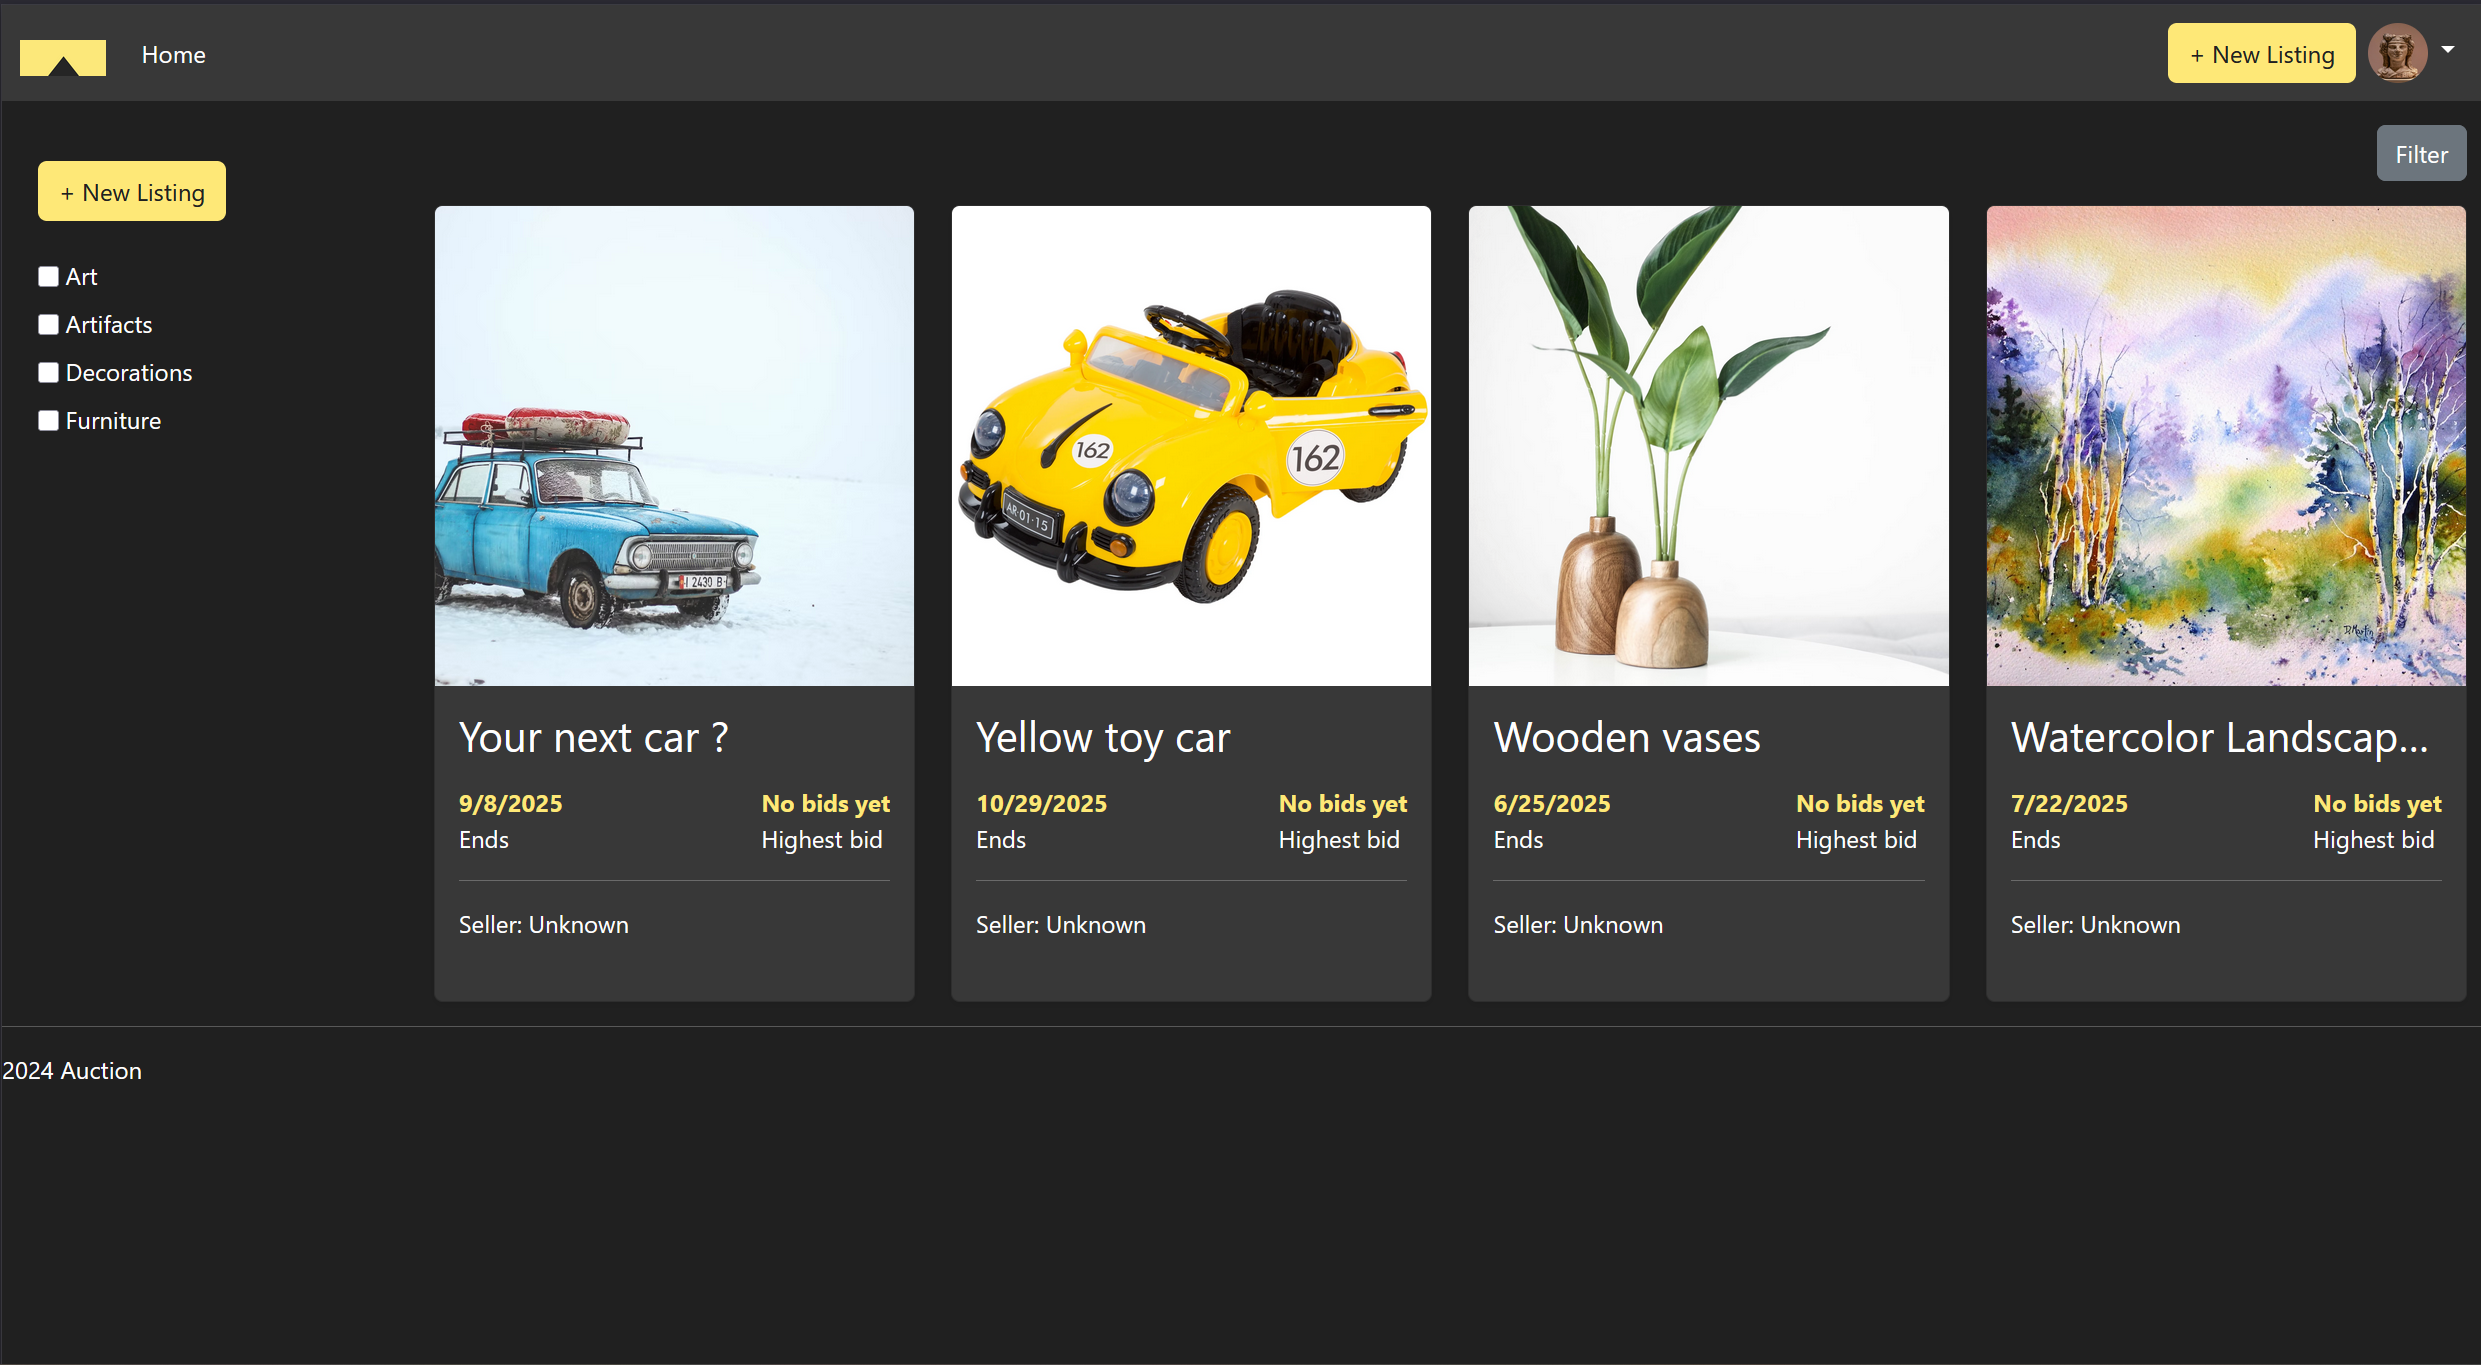 Home
+ New Listing
Filter
+ New Listing
Art
Artifacts
Decorations
Furniture
162
162
AR·01·15
I 2430 B
D.Martin
Your next car ?
9/8/2025 No bids yet
Ends Highest bid
Seller: Unknown
Yellow toy car
10/29/2025 No bids yet
Ends Highest bid
Seller: Unknown
Wooden vases
6/25/2025 No bids yet
Ends Highest bid
Seller: Unknown
Watercolor Landscap...
7/22/2025 No bids yet
Ends Highest bid
Seller: Unknown
2024 Auction